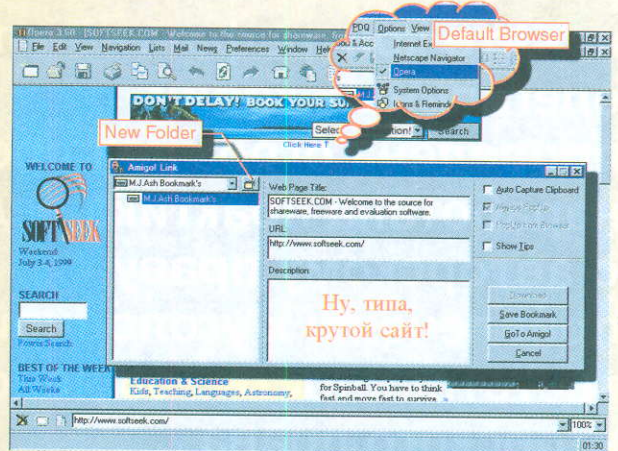 Opera 3.60 - [SOFTSEEK.COM - Welcome to the source for shareware, free
PDQ Options View
Default Browser
File Edit View Navigation Lists Mail News Preferences Window Help
Internet Ex
Netscape Navigator
Opera
System Options
Icons & Reminde
DON'T DELAY! BOOK YOUR SU
New Folder
Search
Click Here T
WELCOME TO
SOFTSEEK
Weekend
July 3-4, 1999
SEARCH
Search
Power Search
BEST OF THE WEEK
This Week
All Weeks
Amigo! Link
M.J.Ash Bookmark's
M.J.Ash Bookmark's
Web Page Title:
SOFTSEEK.COM - Welcome to the source for
shareware, freeware and evaluation software.
URL
http://www.softseek.com/
Description:
Ну, типа,
крутой сайт!
Auto Capture Clipboard
Always PopUp
Show Tips
Download
Save Bookmark
GoTo Amigo!
Cancel
Education & Science
Kids, Teaching, Languages, Astronomy,
for Spinball. You have to think
fast and move fast to survive
http://www.softseek.com/
100%
01:30